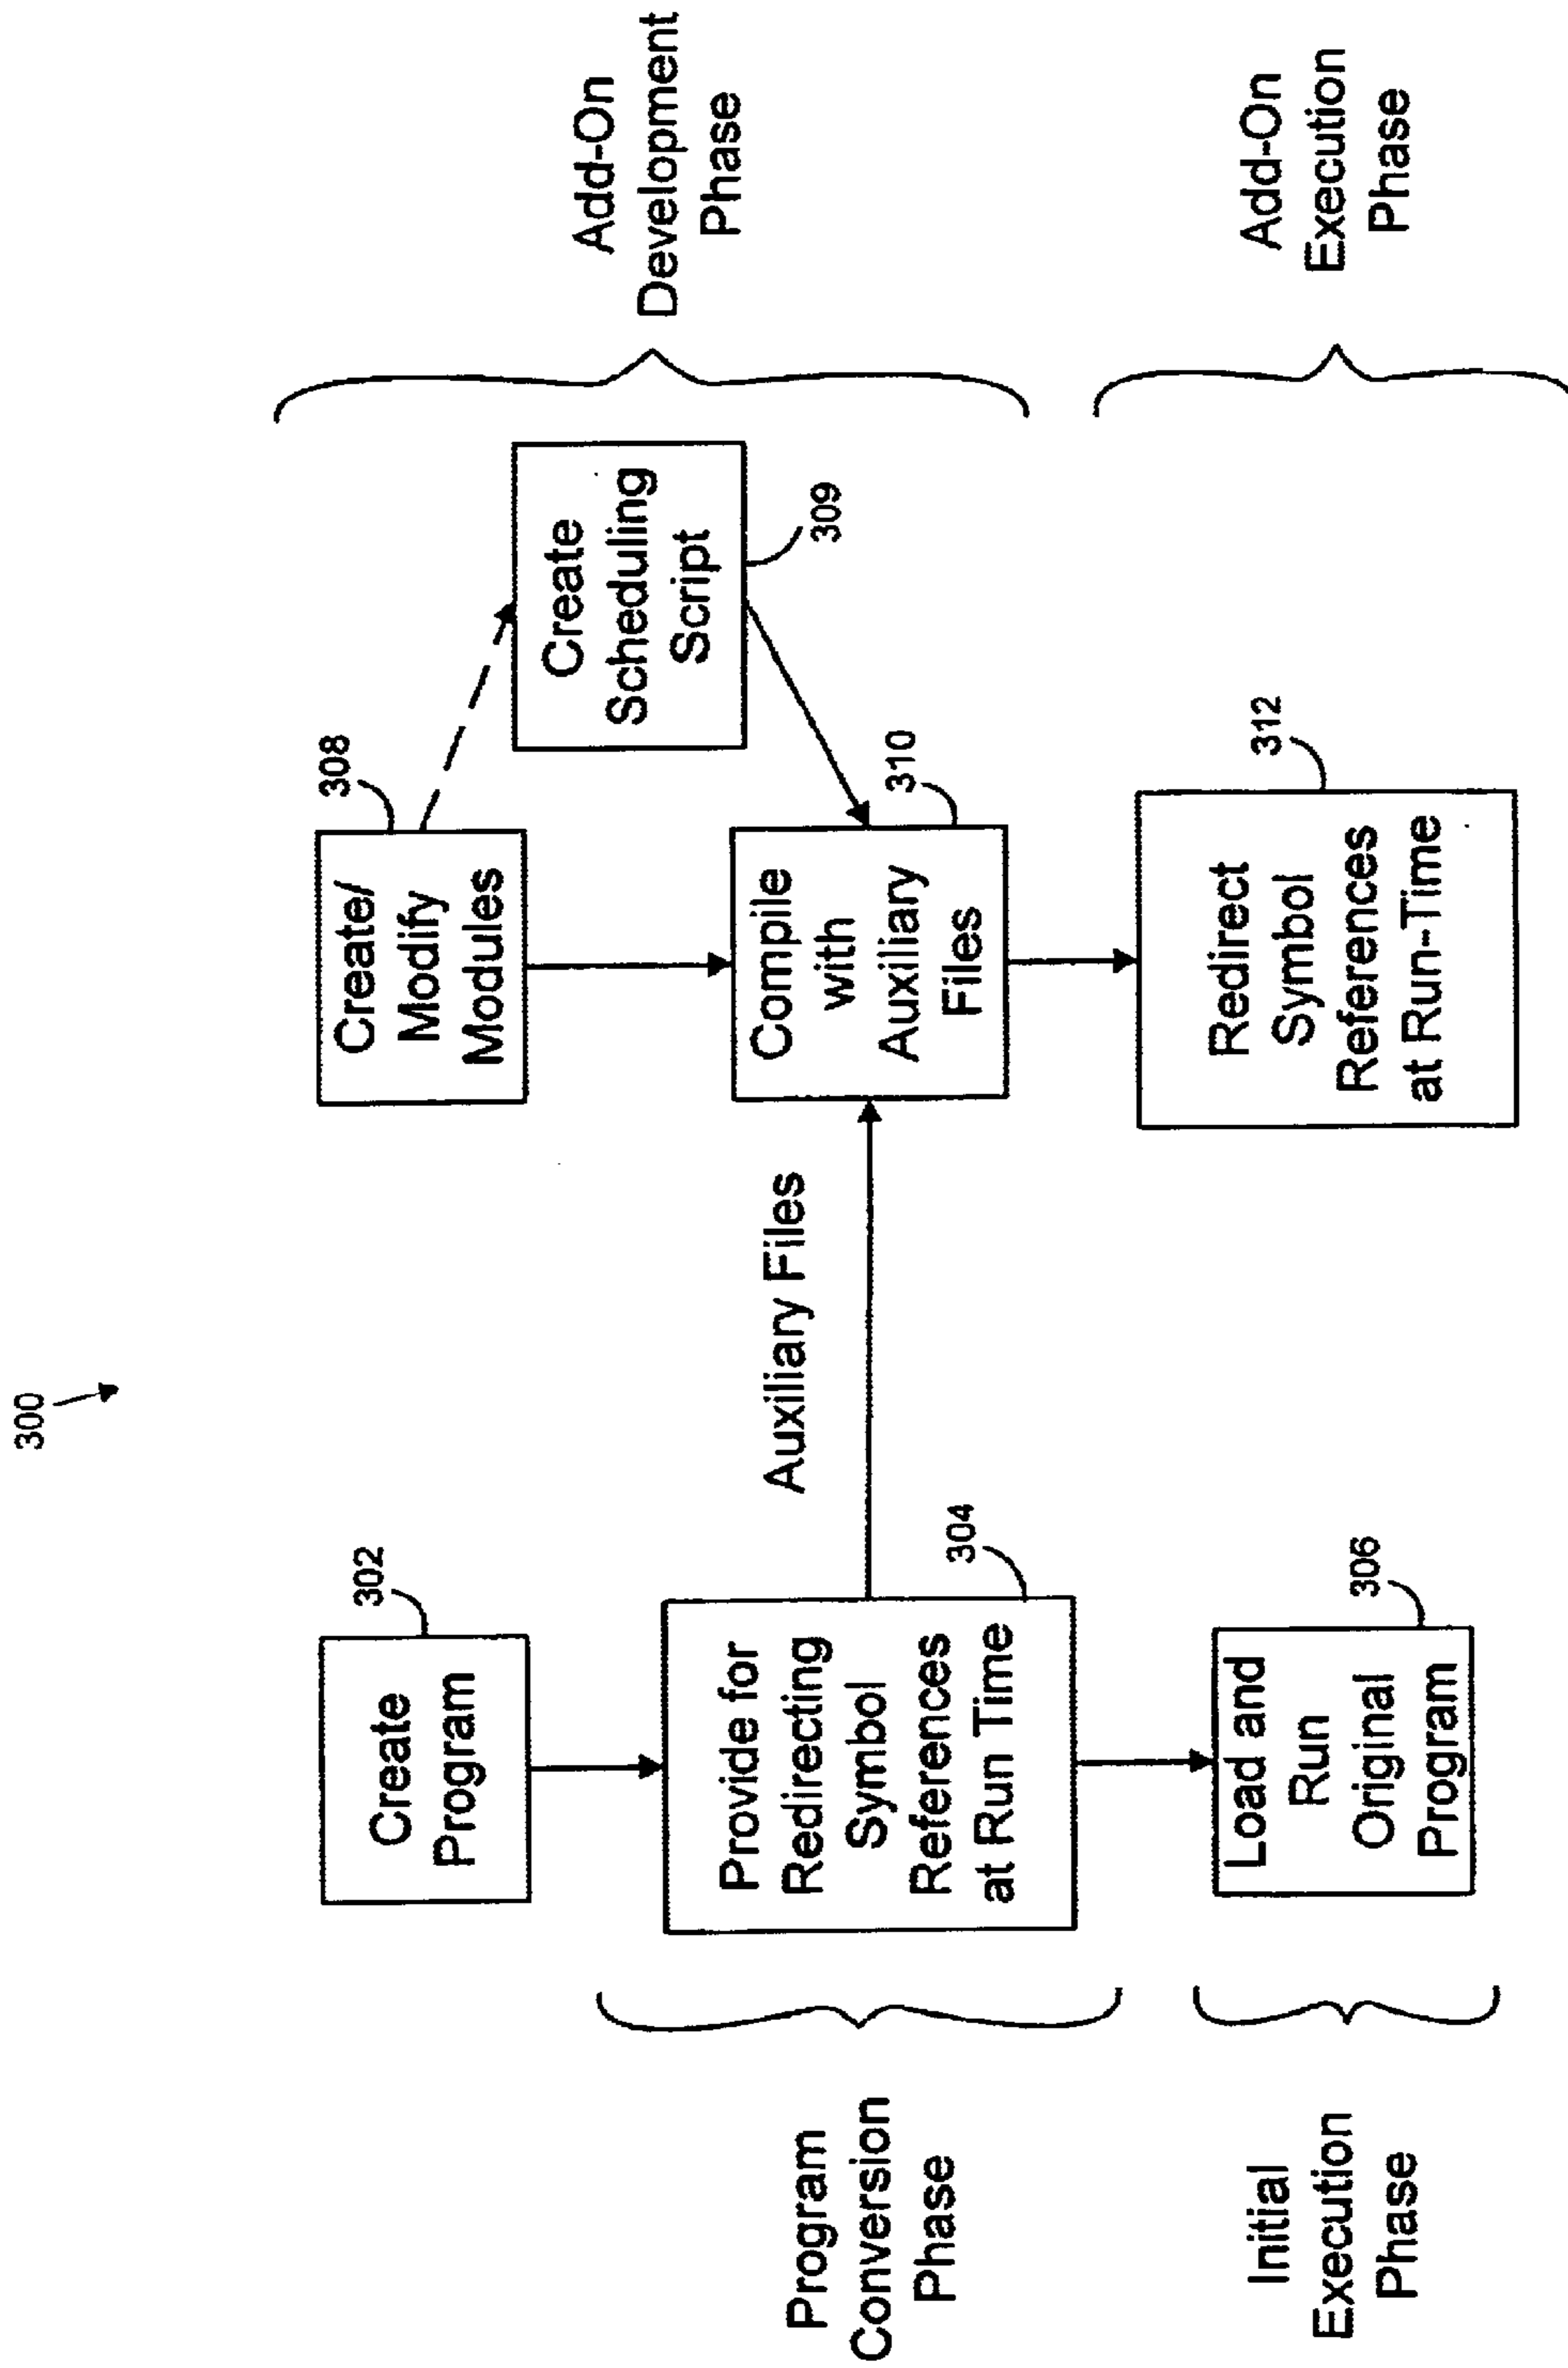 300
302
Create
Program
Program
Conversion
Phase
Provide for
Redirecting
Symbol
References
at Run Time
304
Auxiliary Files
Initial
Execution
Phase
Load and
Run
Original
Program
306
308
Create/
Modify
Modules
Create
Scheduling
Script
309
Add-On
Development
Phase
310
Compile
with
Auxiliary
Files
312
Redirect
Symbol
References
at Run-Time
Add-On
Execution
Phase